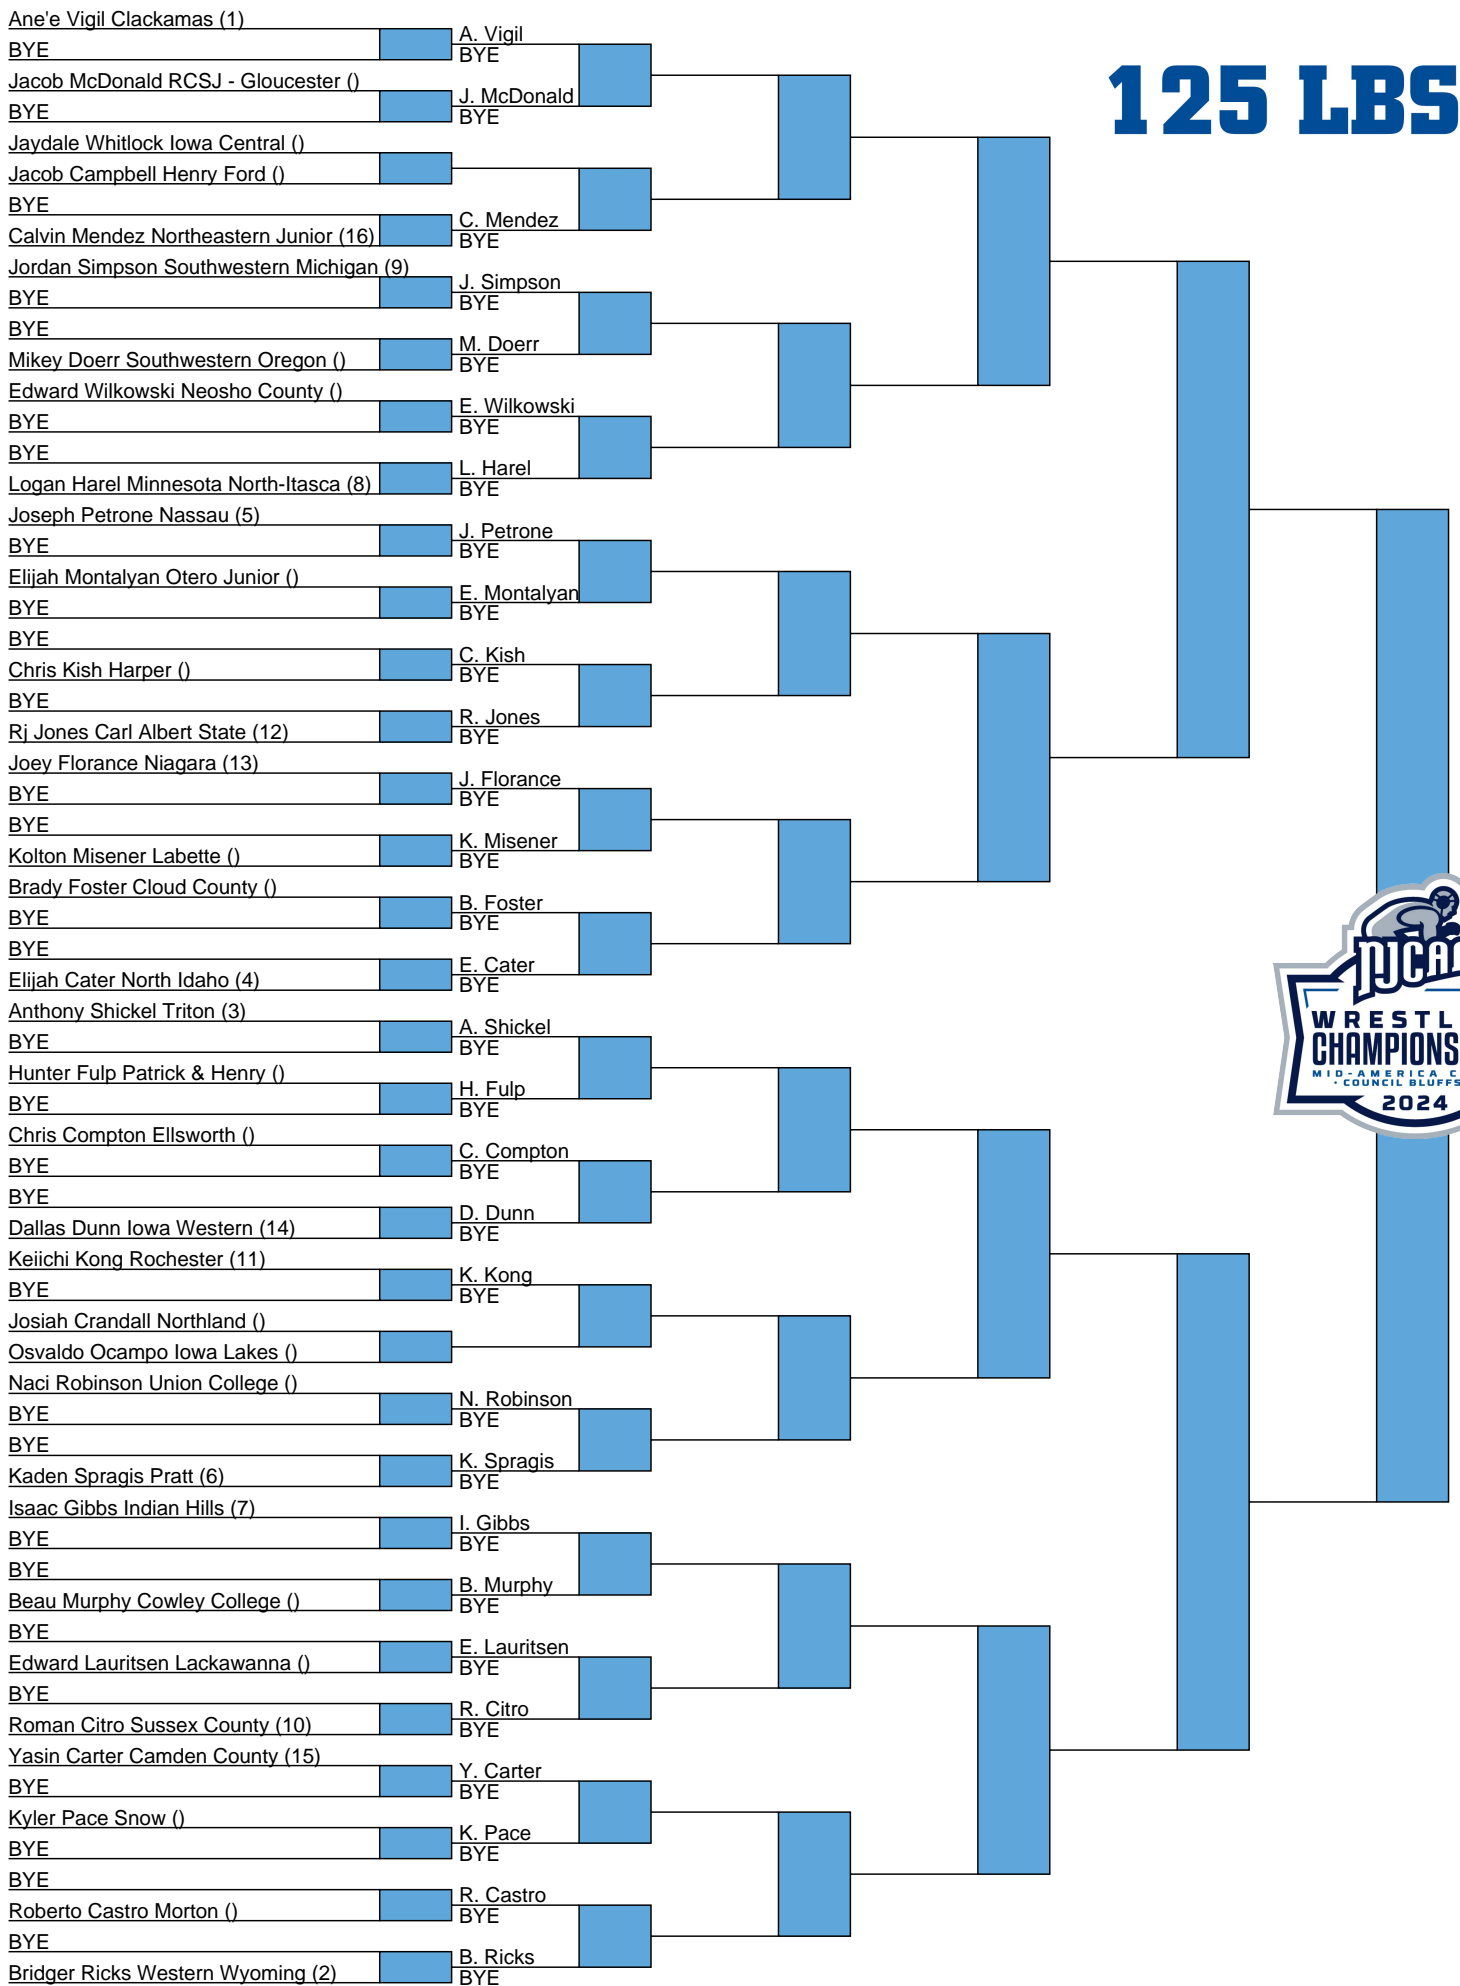 125 LBS
Ane'e Vigil Clackamas (1)
BYE
A. Vigil
BYE
Jacob McDonald RCSJ - Gloucester ()
BYE
J. McDonald
BYE
Jaydale Whitlock Iowa Central ()
Jacob Campbell Henry Ford ()
BYE
Calvin Mendez Northeastern Junior (16)
C. Mendez
BYE
Jordan Simpson Southwestern Michigan (9)
BYE
J. Simpson
BYE
BYE
Mikey Doerr Southwestern Oregon ()
M. Doerr
BYE
Edward Wilkowski Neosho County ()
BYE
E. Wilkowski
BYE
BYE
Logan Harel Minnesota North-Itasca (8)
L. Harel
BYE
Joseph Petrone Nassau (5)
BYE
J. Petrone
BYE
Elijah Montalyan Otero Junior ()
BYE
E. Montalyan
BYE
BYE
Chris Kish Harper ()
C. Kish
BYE
BYE
Rj Jones Carl Albert State (12)
R. Jones
BYE
Joey Florance Niagara (13)
BYE
J. Florance
BYE
BYE
Kolton Misener Labette ()
K. Misener
BYE
Brady Foster Cloud County ()
BYE
B. Foster
BYE
BYE
Elijah Cater North Idaho (4)
E. Cater
BYE
Anthony Shickel Triton (3)
BYE
A. Shickel
BYE
Hunter Fulp Patrick & Henry ()
BYE
H. Fulp
BYE
Chris Compton Ellsworth ()
BYE
C. Compton
BYE
BYE
Dallas Dunn Iowa Western (14)
D. Dunn
BYE
Keiichi Kong Rochester (11)
BYE
K. Kong
BYE
Josiah Crandall Northland ()
Osvaldo Ocampo Iowa Lakes ()
Naci Robinson Union College ()
BYE
N. Robinson
BYE
BYE
Kaden Spragis Pratt (6)
K. Spragis
BYE
Isaac Gibbs Indian Hills (7)
BYE
I. Gibbs
BYE
BYE
Beau Murphy Cowley College ()
B. Murphy
BYE
BYE
Edward Lauritsen Lackawanna ()
E. Lauritsen
BYE
BYE
Roman Citro Sussex County (10)
R. Citro
BYE
Yasin Carter Camden County (15)
BYE
Y. Carter
BYE
Kyler Pace Snow ()
BYE
K. Pace
BYE
BYE
Roberto Castro Morton ()
R. Castro
BYE
BYE
Bridger Ricks Western Wyoming (2)
B. Ricks
BYE
NJCA
WRESTL
CHAMPIONS
MID-AMERICA C
• COUNCIL BLUFFS
2024